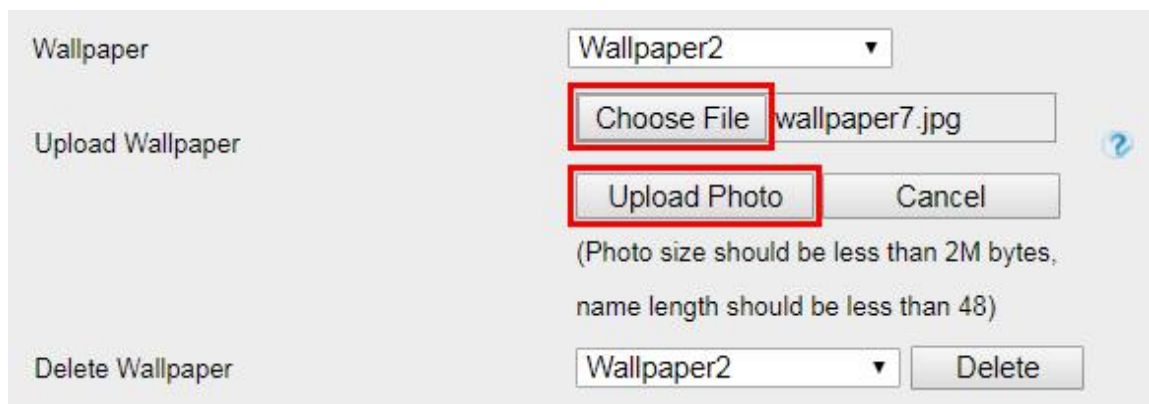 Wallpaper Wallpaper2
Choose File wallpaper7.jpg
Upload Wallpaper
Upload Photo Cancel
(Photo size should be less than 2M bytes,
name length should be less than 48)
Delete Wallpaper Wallpaper2 Delete